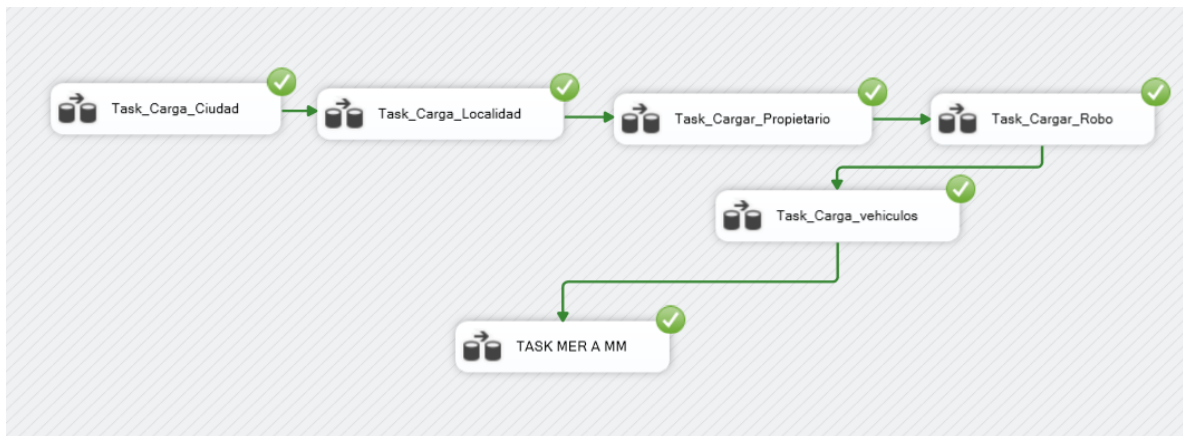 Task_Carga_Ciudad
Task_Carga_Localidad
Task_Cargar_Propietario
Task_Cargar_Robo
Task_Carga_vehiculos
TASK MER A MM